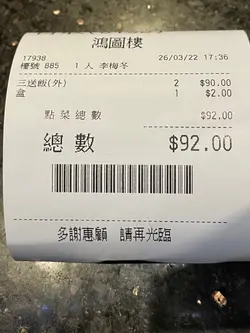 鴻圖樓
17938 26/03/22 17:36
檯號 885 1 人 李梅冬
三送飯(外) 2 $90.00
盒 1 $2.00
點菜總數 $92.00
總數 $92.00
多謝惠顧 請再光臨